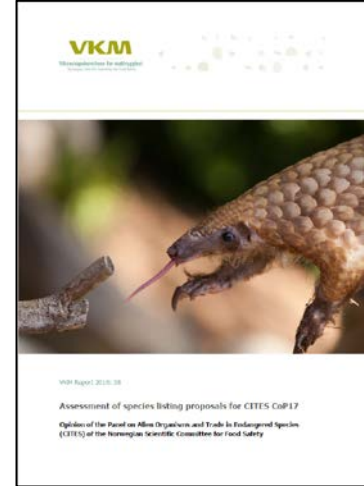 VKM
Vitenskapskomiteen for mattrygghet
VKM Report 2016: 38
Assessment of species listing proposals for CITES CoP17
Opinion of the Panel on Alien Organisms and Trade in Endangered Species
(CITES) of the Norwegian Scientific Committee for Food Safety